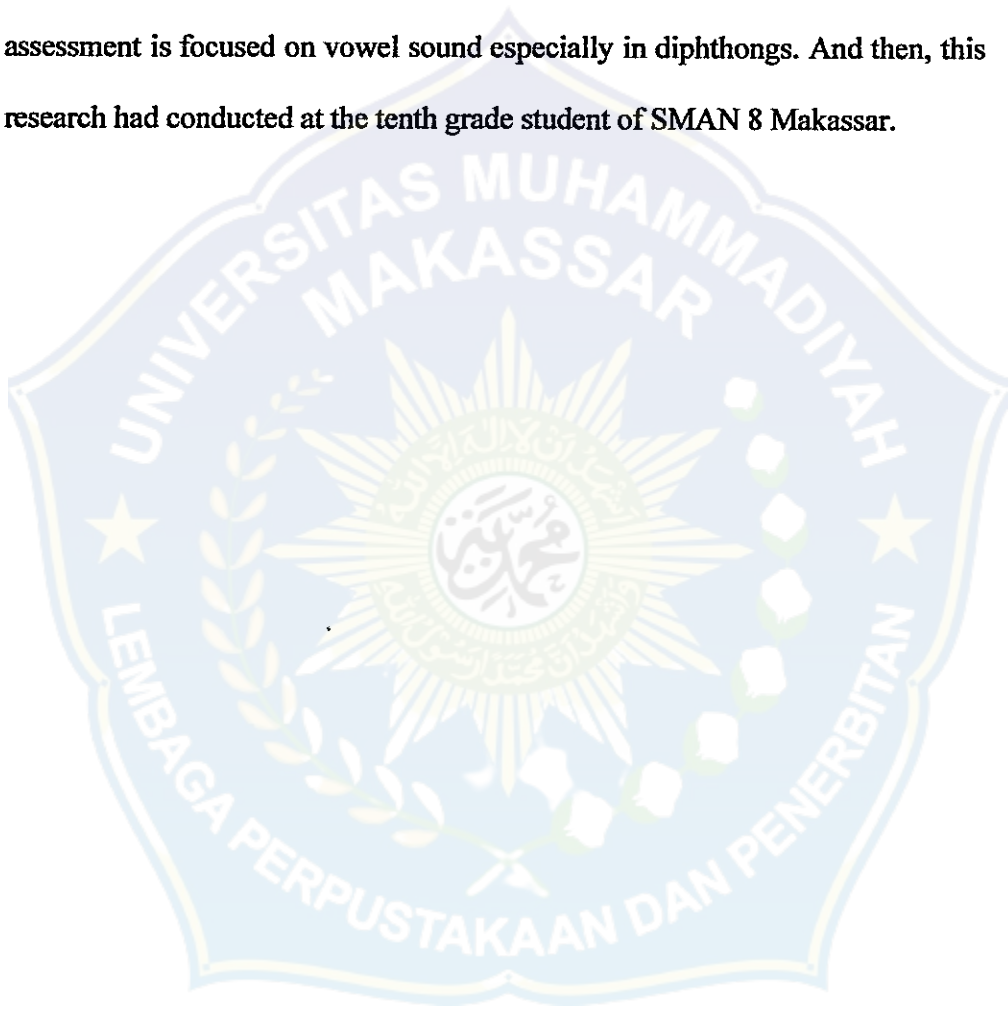 assessment is focused on vowel sound especially in diphthongs. And then, this
research had conducted at the tenth grade student of SMAN 8 Makassar.
UNIVERSITAS MUHAMMADIYAH
MAKASSAR
محمدية
LEMBAGA PERPUSTAKAAN DAN PENERBITAN